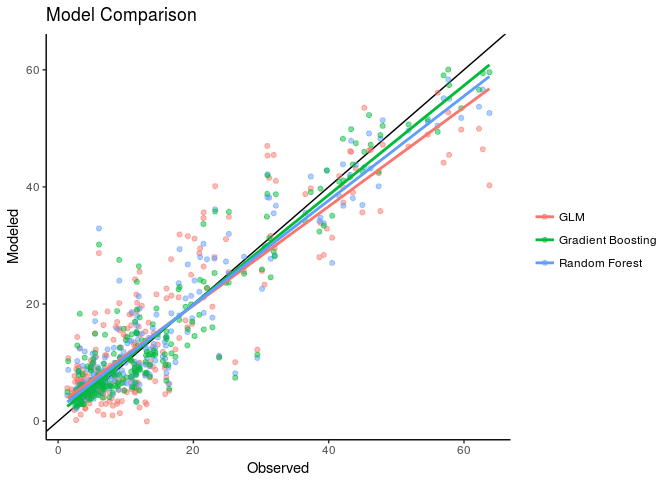 Model Comparison
60
40
20
0
Modeled
0 20 40 60
Observed
GLM
Gradient Boosting
Random Forest